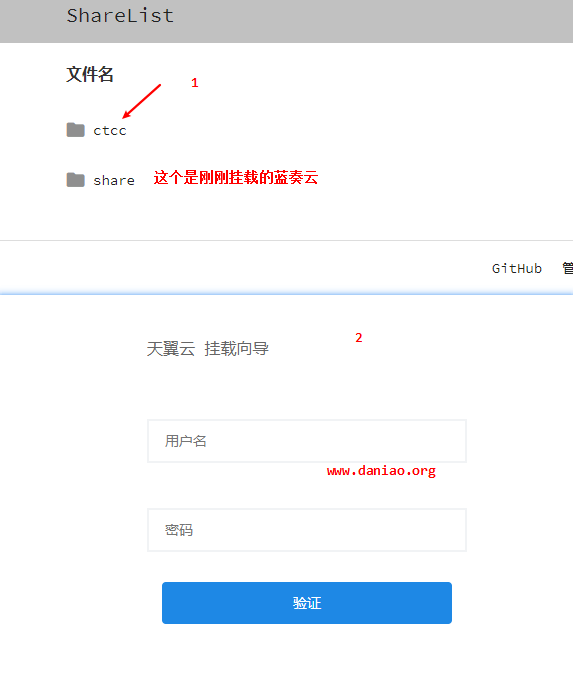 ShareList
文件名
1
ctcc
share 这个是刚刚挂载的蓝奏云
GitHub 管
2
天翼云 挂载向导
用户名
www.daniao.org
密码
验证